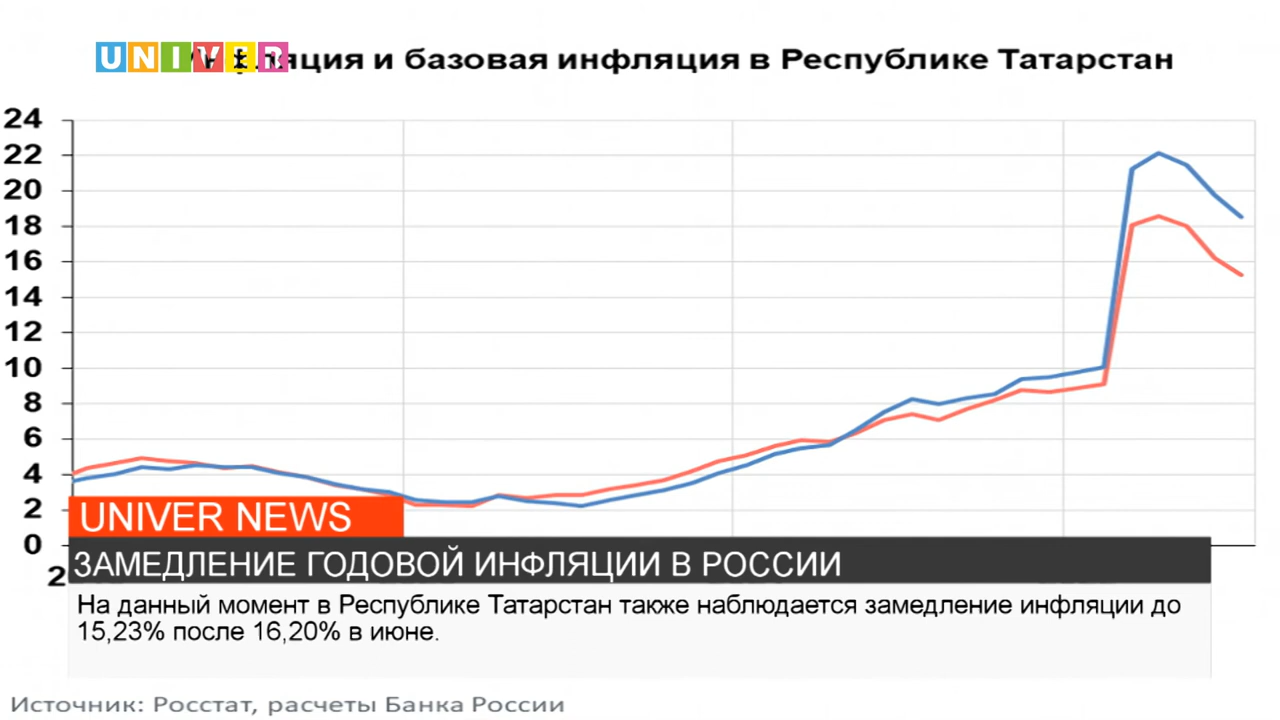 UNIVER
и базовая инфляция в Республике Татарстан
24
22
20
18
16
14
12
10
8
6
4
2
0
2
UNIVER NEWS
ЗАМЕДЛЕНИЕ ГОДОВОЙ ИНФЛЯЦИИ В РОССИИ
На данный момент в Республике Татарстан также наблюдается замедление инфляции до
15,23% после 16,20% в июне.
Источник: Росстат, расчеты Банка России